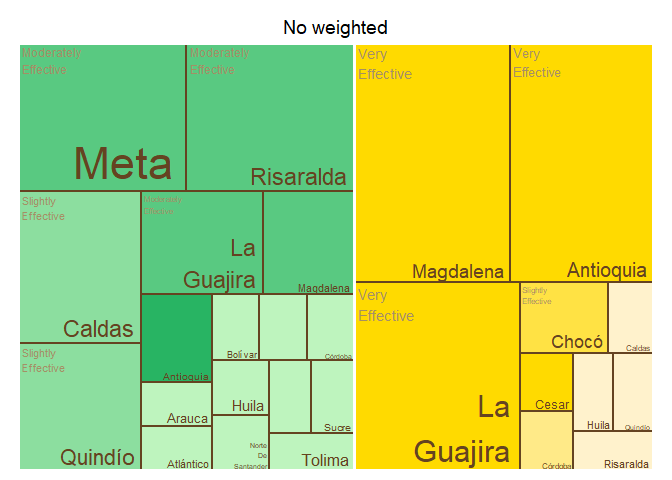 No weighted
Moderately
Effective
Meta
Moderately
Effective
Risaralda
Slightly
Effective
Caldas
Moderately
Effective
La
Guajira
Magdalena
Slightly
Effective
Quindío
Antioquia
Arauca
Atlántico
Bolívar
Córdoba
Huila
Norte
De
Santander
Sucre
Tolima
Very
Effective
Magdalena
Very
Effective
Antioquia
Very
Effective
La
Guajira
Slightly
Effective
Chocó
Caldas
Cesar
Córdoba
Huila
Quindío
Risaralda